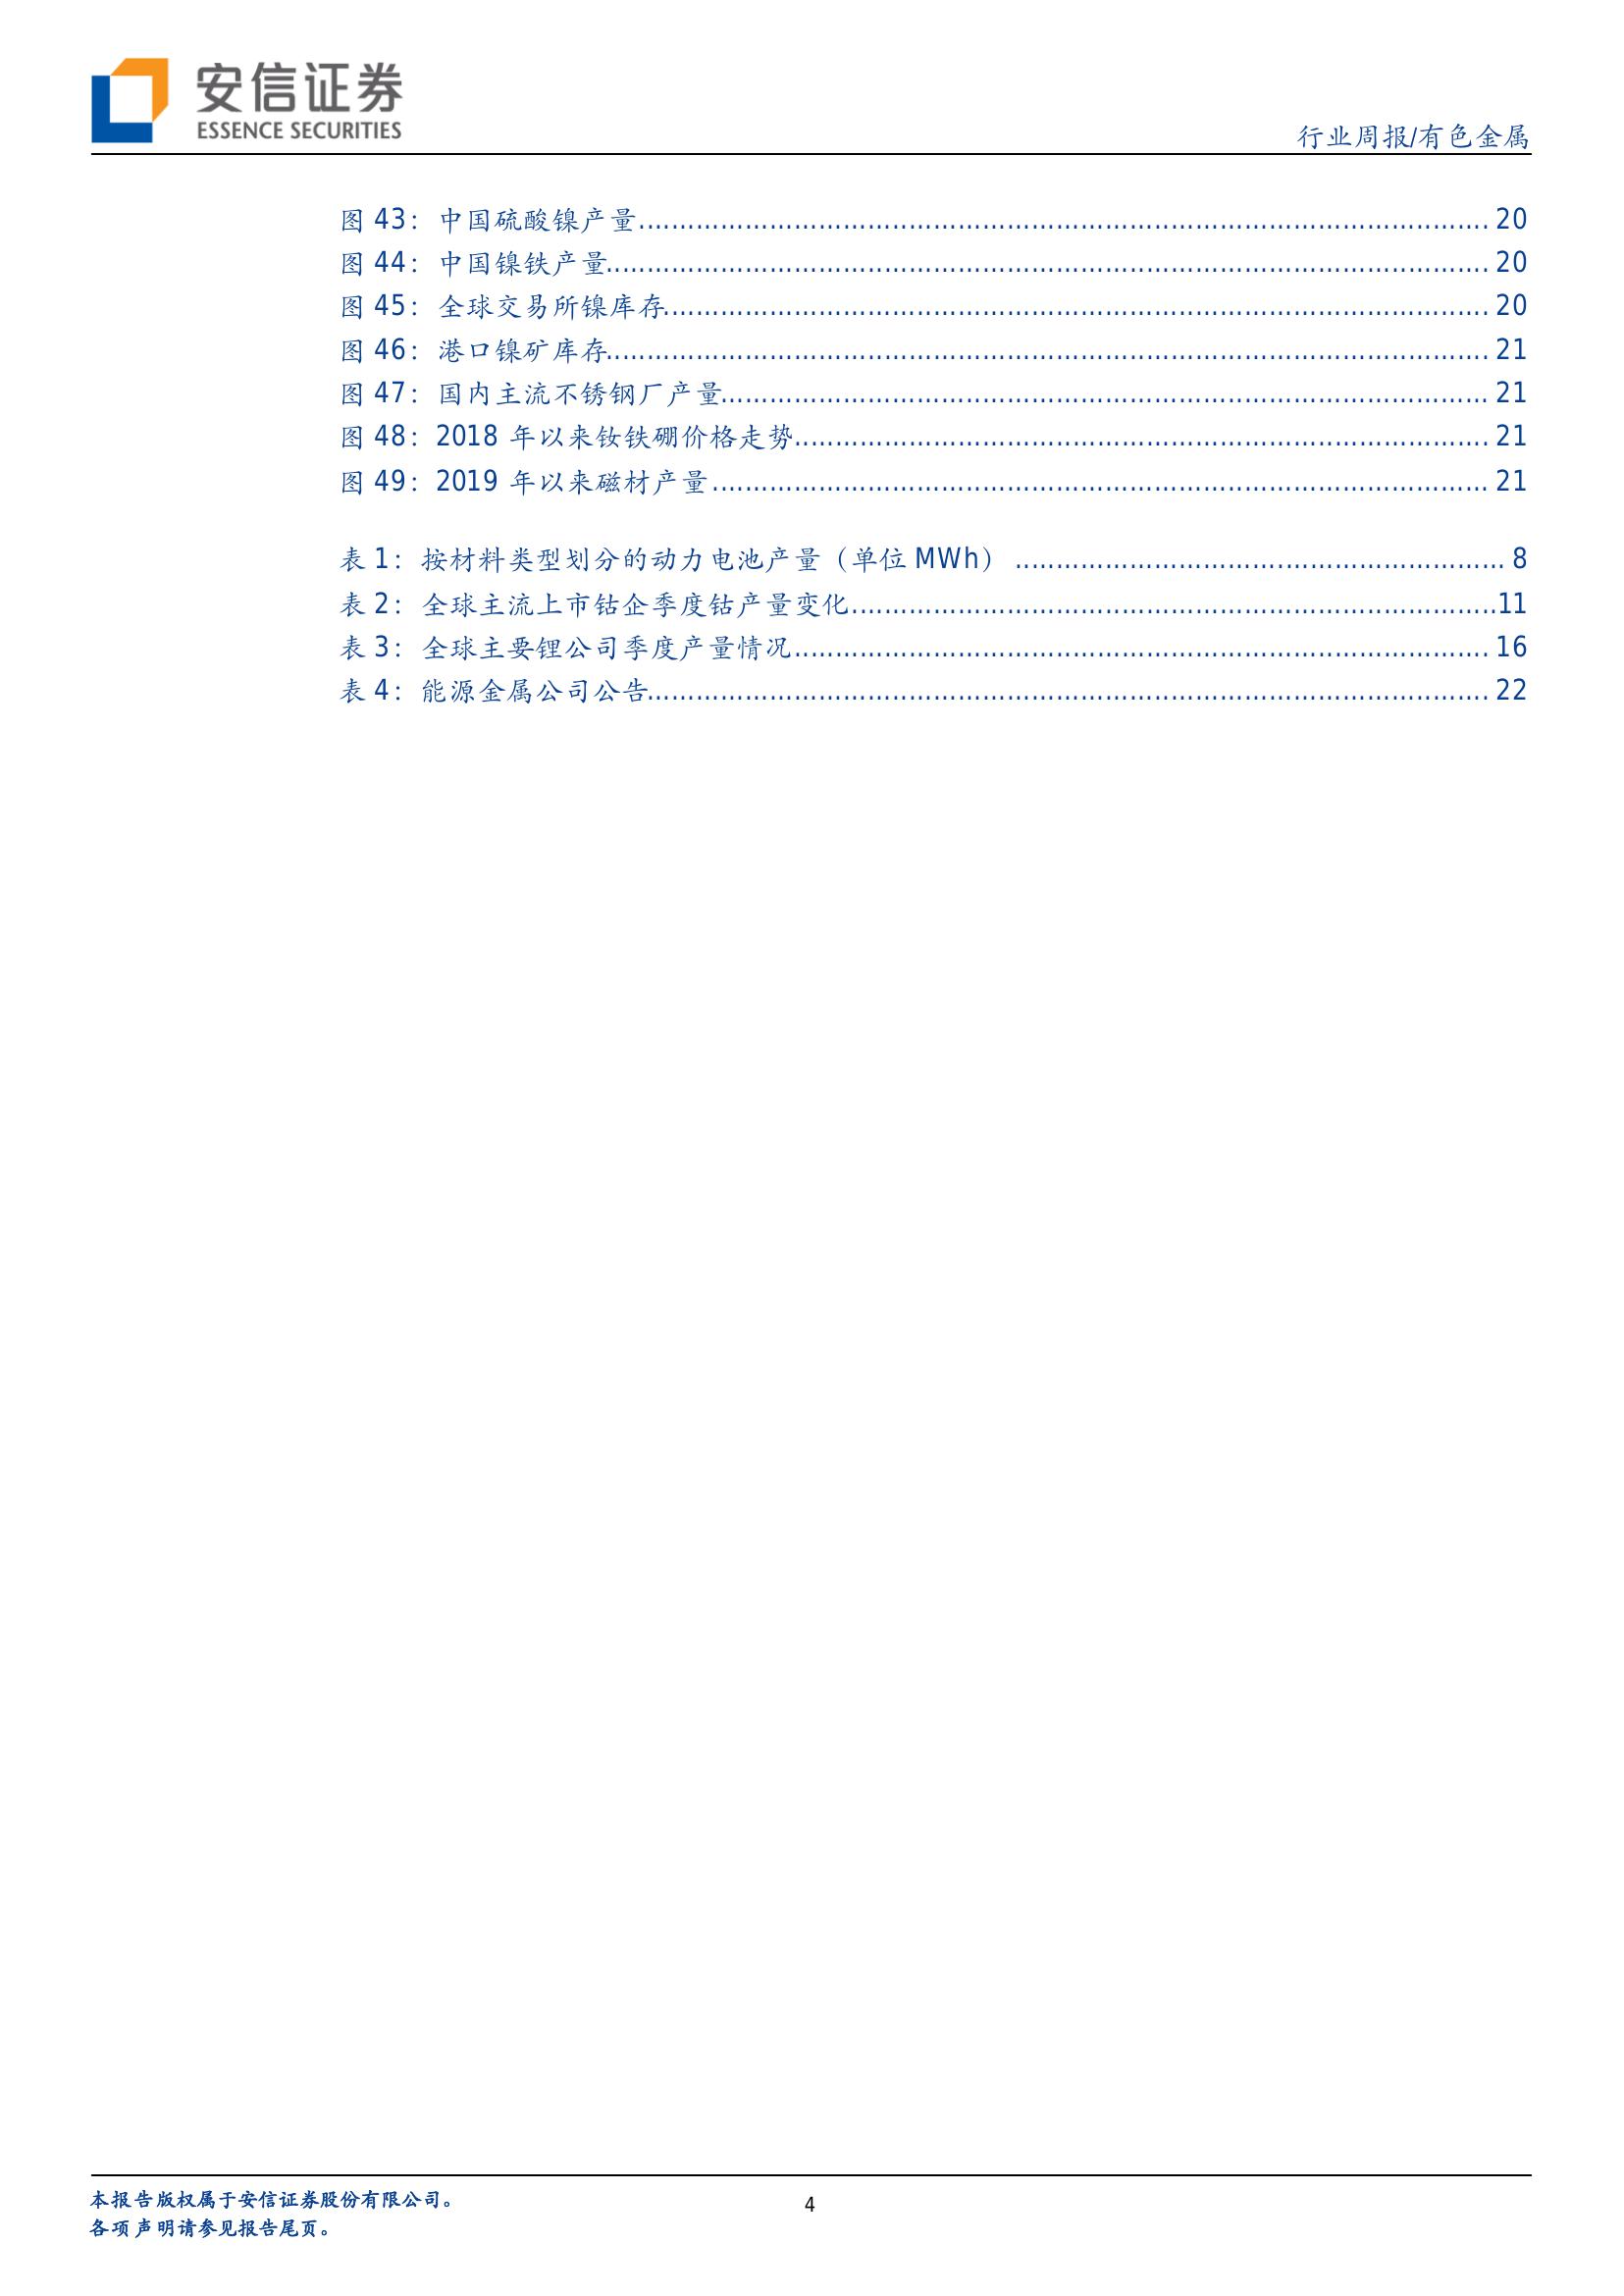 安信证券
ESSENCE SECURITIES
行业周报/有色金属
图 43：中国硫酸镍产量........................................ 20
图 44：中国镍铁产量........................................ 20
图 45：全球交易所镍库存........................................ 20
图 46：港口镍矿库存........................................ 21
图 47：国内主流不锈钢厂产量........................................ 21
图 48：2018 年以来钕铁硼价格走势........................................ 21
图 49：2019 年以来磁材产量........................................ 21
表 1：按材料类型划分的动力电池产量（单位 MWh） ........................................ 8
表 2：全球主流上市钴企季度钴产量变化........................................11
表 3：全球主要锂公司季度产量情况........................................ 16
表 4：能源金属公司公告........................................ 22
本报告版权属于安信证券股份有限公司。
各项声明请参见报告尾页。
4